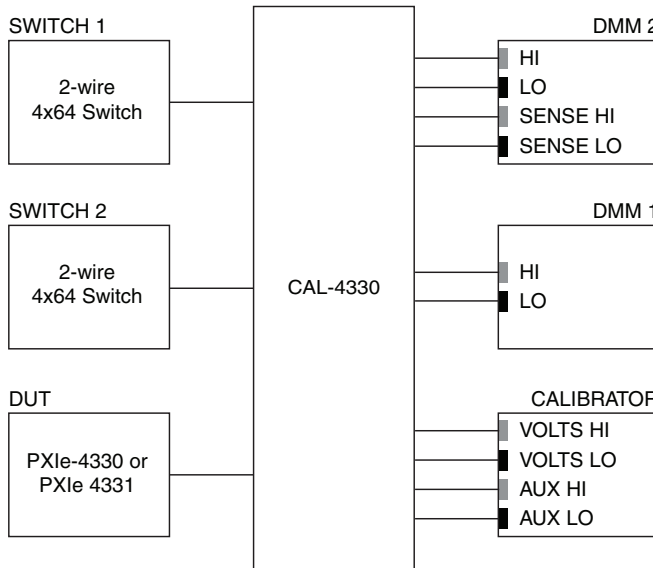 SWITCH 1
2-wire
4x64 Switch
SWITCH 2
2-wire
4x64 Switch
DUT
PXIe-4330 or
PXIe 4331
CAL-4330
DMM 2
HI
LO
SENSE HI
SENSE LO
DMM 1
HI
LO
CALIBRATOR
VOLTS HI
VOLTS LO
AUX HI
AUX LO